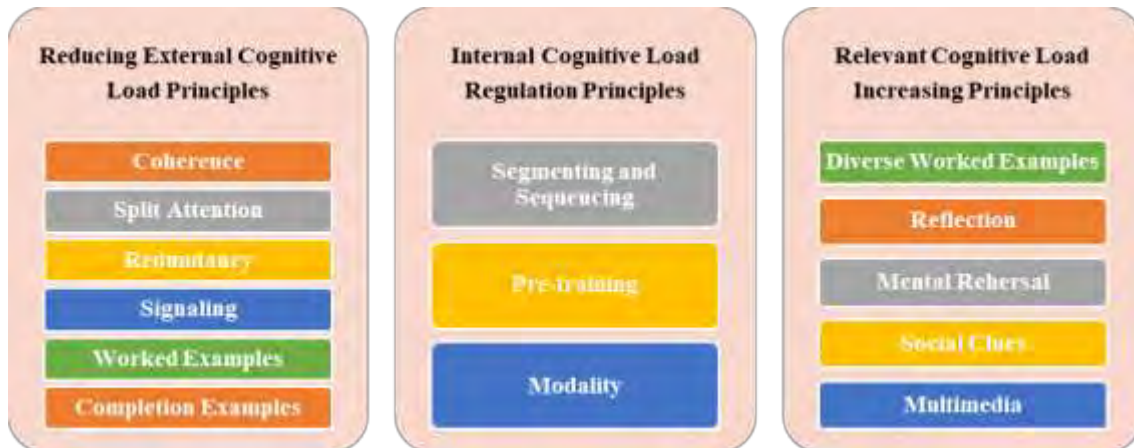 Reducing External Cognitive
Load Principles
Coherence
Split Attention
Redundancy
Signaling
Worked Examples
Completion Examples
Internal Cognitive Load
Regulation Principles
Segmenting and
Sequencing
Pre-training
Modality
Relevant Cognitive Load
Increasing Principles
Diverse Worked Examples
Reflection
Mental Rehersal
Social Clues
Multimedia